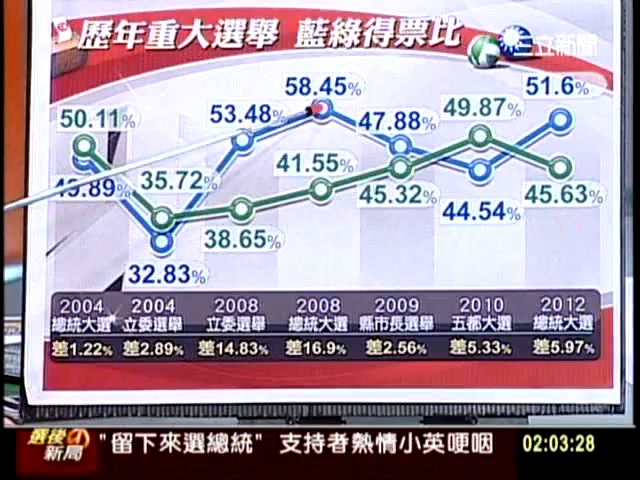 歷年重大選舉 藍綠得票比
三立新聞
58.45%
51.6%
50.11%
53.48%
47.88%
49.87%
49.89%
35.72%
41.55%
45.32%
45.63%
38.65%
44.54%
32.83%
2004 2004 2008 2008 2009 2010 2012
總統大選 立委選舉 立委選舉 總統大選 縣市長選舉 五都大選 總統大選
差1.22% 差2.89% 差14.83% 差16.9% 差2.56% 差5.33% 差5.97%
選後 新局
"留下來選總統" 支持者熱情小英哽咽
02:03:28